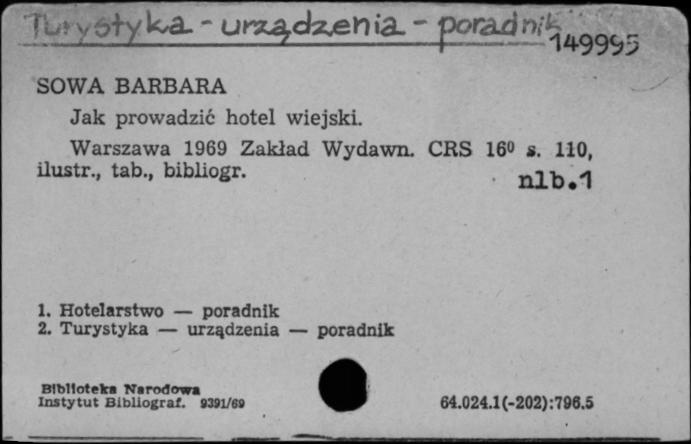 Turystyka - urządzenia - poradnik
149995
SOWA BARBARA
Jak prowadzić hotel wiejski.
Warszawa 1969 Zakład Wydawn. CRS 16⁰ s. 110,
ilustr., tab., bibliogr.
nlb.1
1. Hotelarstwo — poradnik
2. Turystyka — urządzenia — poradnik
Biblioteka Narodowa
Instytut Bibliograf. 9391/69
64.024.1(-202):796.5